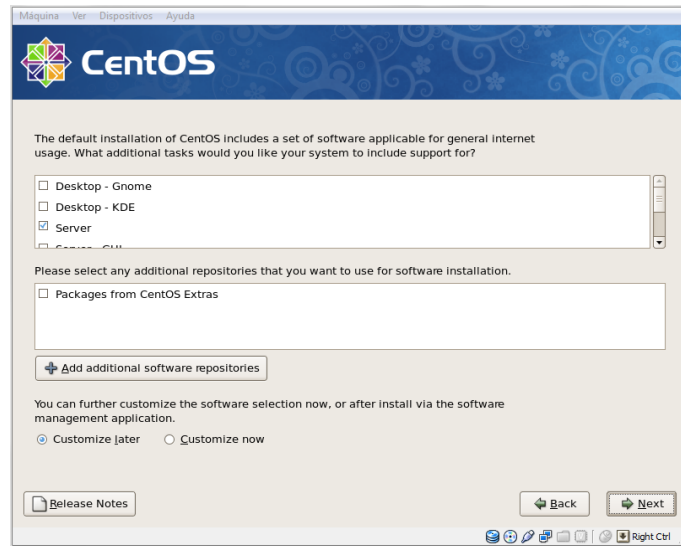 Máquina Ver Dispositivos Ayuda
CentOS
The default installation of CentOS includes a set of software applicable for general internet
usage. What additional tasks would you like your system to include support for?
Desktop - Gnome
Desktop - KDE
Server
Server - GUI
Please select any additional repositories that you want to use for software installation.
Packages from CentOS Extras
Add additional software repositories
You can further customize the software selection now, or after install via the software
management application.
Customize later Customize now
Release Notes Back Next
Right Ctrl